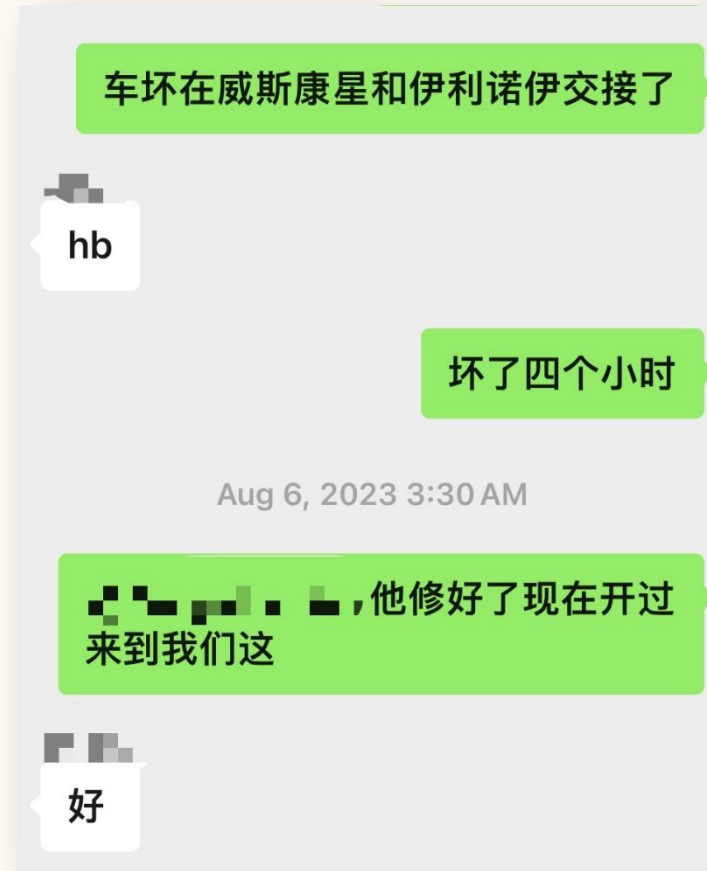 车坏在威斯康星和伊利诺伊交接了
hb
坏了四个小时
Aug 6, 2023 3:30 AM
,他修好了现在开过
来到我们这
好